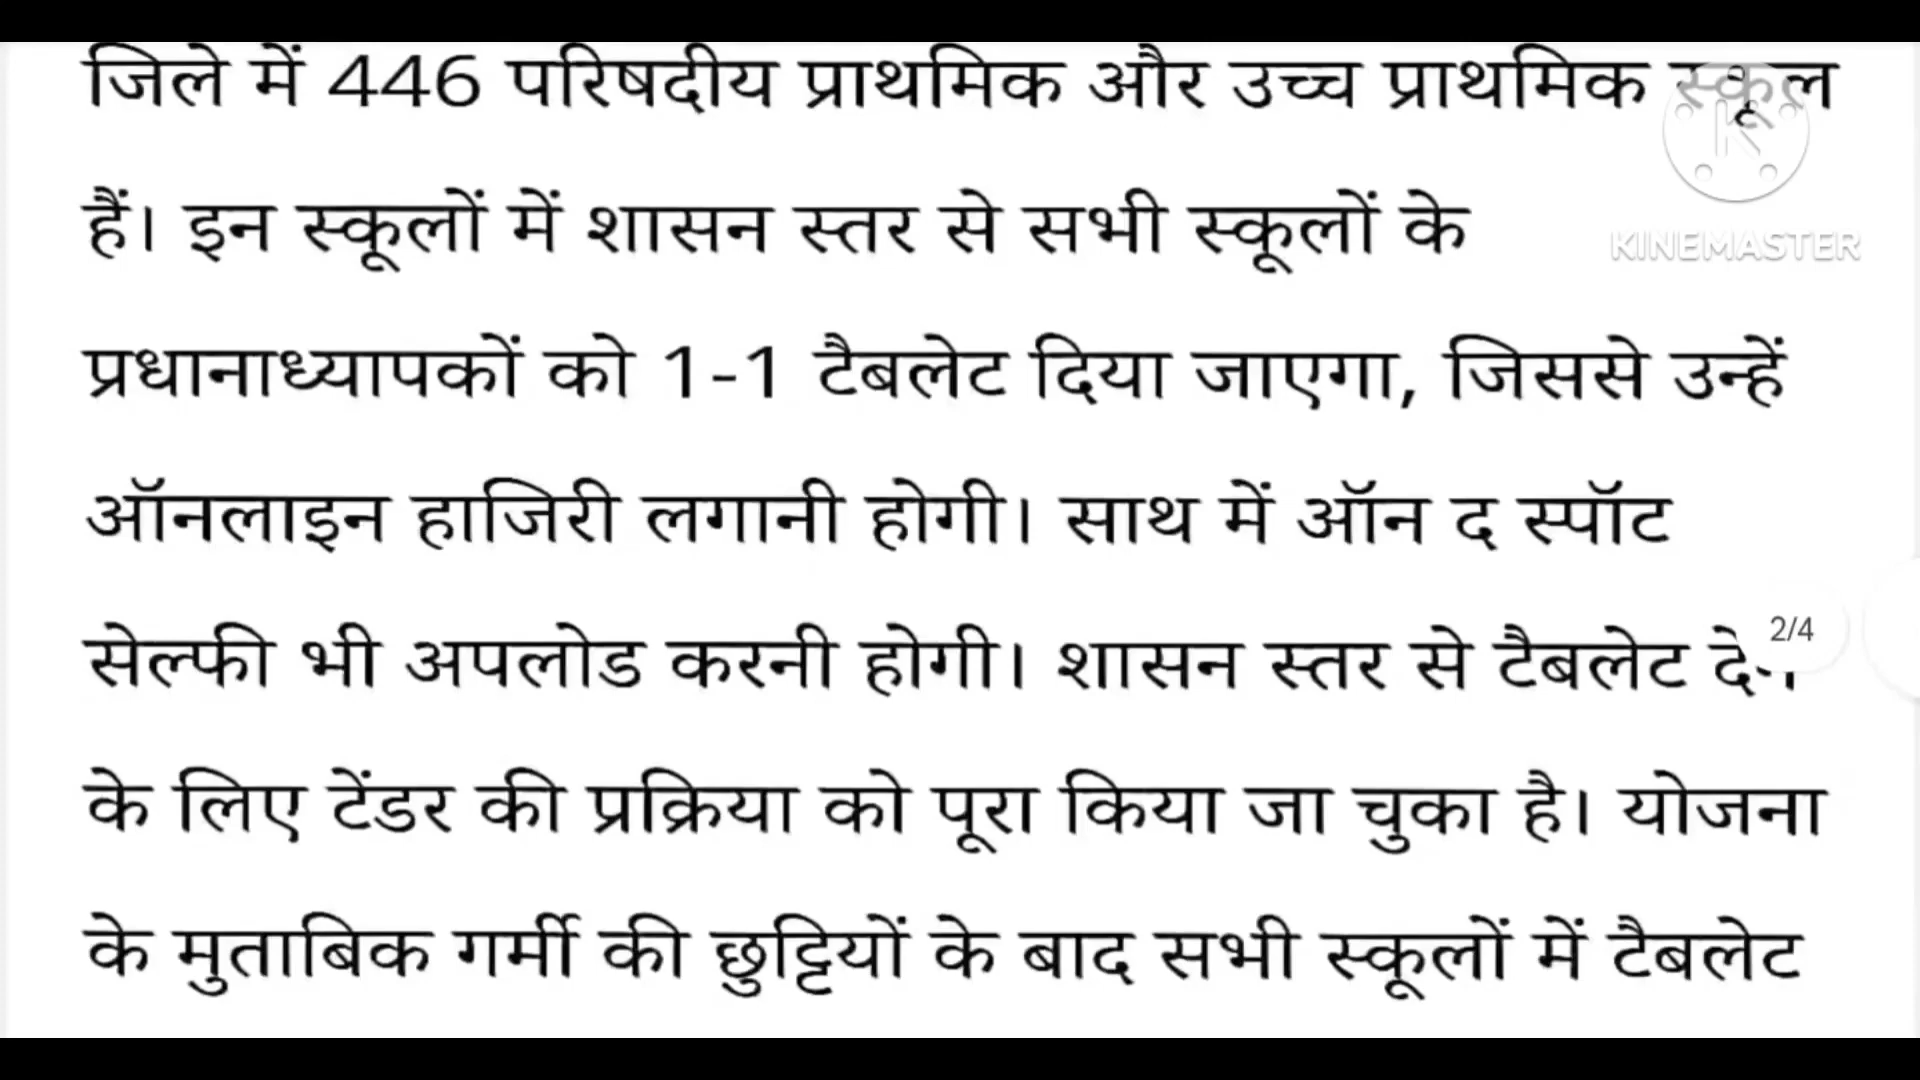 जिले में 446 परिषदीय प्राथमिक और उच्च प्राथमिक स्कूल
हैं। इन स्कूलों में शासन स्तर से सभी स्कूलों के
KINEMASTER
प्रधानाध्यापकों को 1-1 टैबलेट दिया जाएगा, जिससे उन्हें
ऑनलाइन हाजिरी लगानी होगी। साथ में ऑन द स्पॉट
सेल्फी भी अपलोड करनी होगी। शासन स्तर से टैबलेट
2/4
के लिए टेंडर की प्रक्रिया को पूरा किया जा चुका है। योजना
के मुताबिक गर्मी की छुट्टियों के बाद सभी स्कूलों में टैबलेट